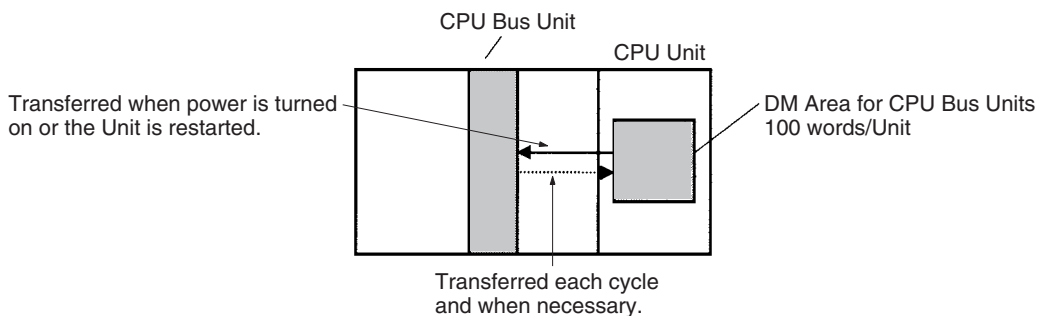 CPU Bus Unit
CPU Unit
Transferred when power is turned
on or the Unit is restarted.
DM Area for CPU Bus Units
100 words/Unit
Transferred each cycle
and when necessary.